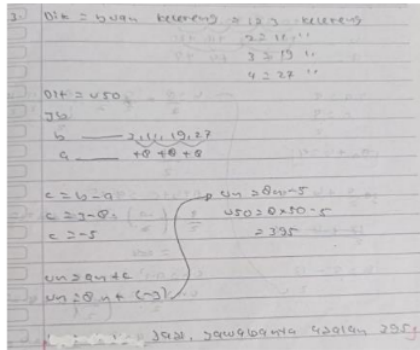 3. Dik = buah kelereng = 1 = 3 kelereng
2 = 11 "
3 = 19 "
4 = 27 "
Dit = U50
Jb
b 3, 11, 19, 27
a +8 +8 +8
c = b - a
c = 3 - 8
c = -5
Un = an + c
Un = 8n + (-5)
Un = 8n - 5
U50 = 8 x 50 - 5
= 395
Jadi, jawabannya adalah 395